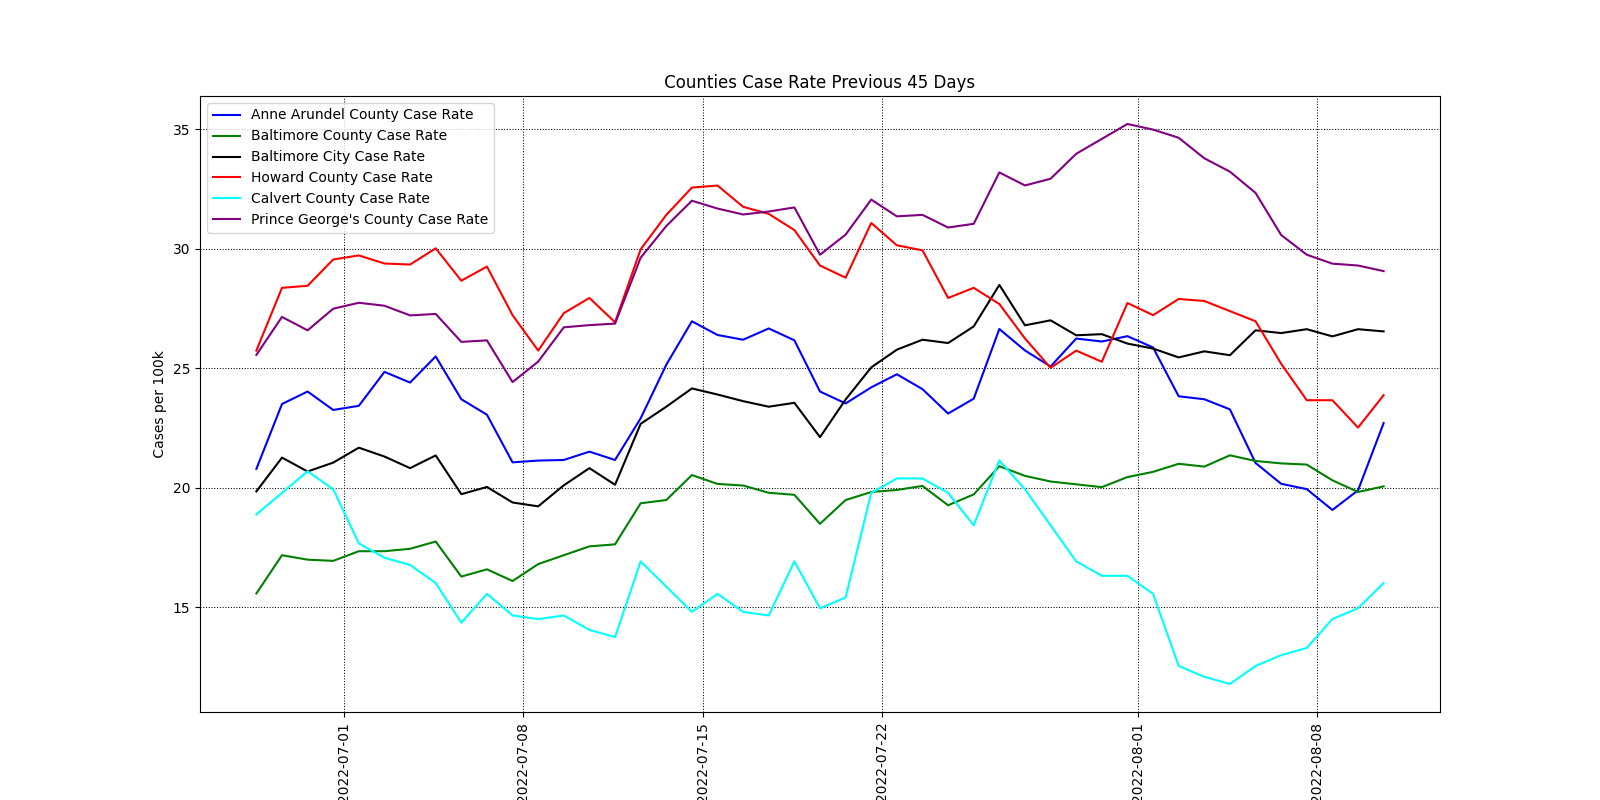 Counties Case Rate Previous 45 Days
Anne Arundel County Case Rate
Baltimore County Case Rate
Baltimore City Case Rate
Howard County Case Rate
Calvert County Case Rate
Prince George's County Case Rate
Cases per 100k
35
30
25
20
15
2022-07-01
2022-07-08
2022-07-15
2022-07-22
2022-08-01
2022-08-08